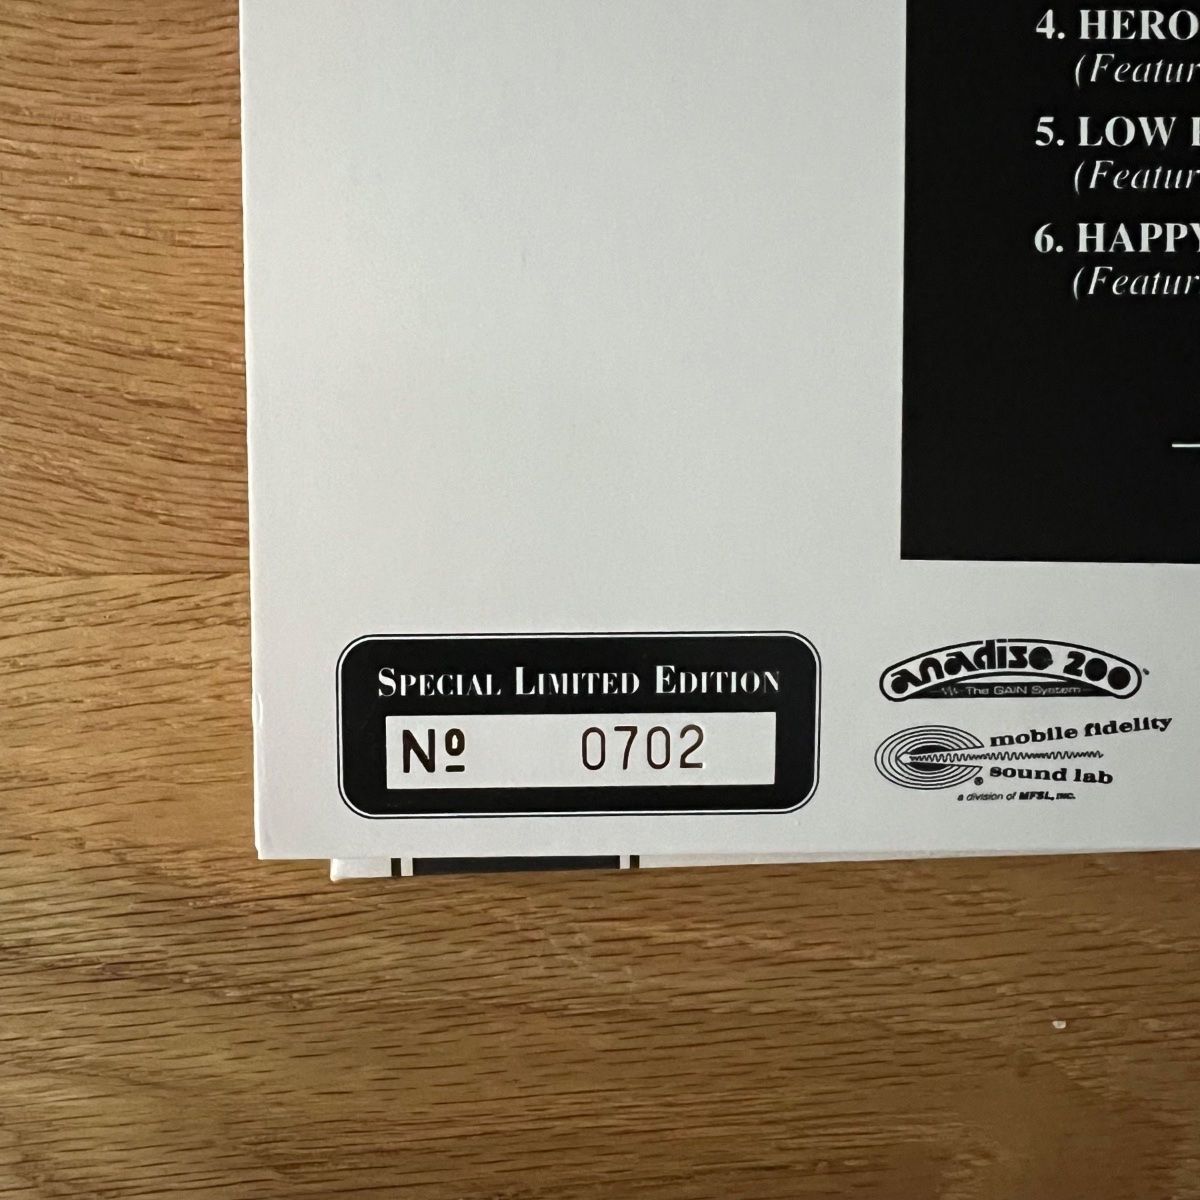 4. HERO
(Featur
5. LOW
(Featur
6. HAPPY
(Featur
SPECIAL LIMITED EDITION
Nº 0702
anadisc 200
The GAIN System
mobile fidelity
sound lab
a division of MFSL, INC.